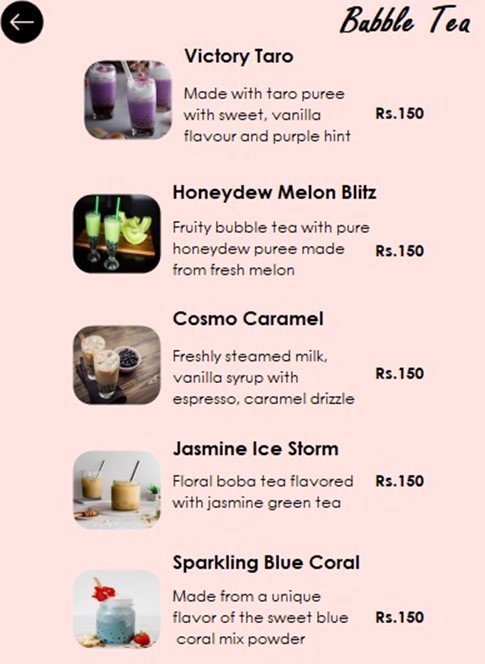 Bubble Tea
Victory Taro
Made with taro puree
with sweet, vanilla
flavour and purple hint
Rs.150
Honeydew Melon Blitz
Fruity bubble tea with pure
honeydew puree made
from fresh melon
Rs.150
Cosmo Caramel
Freshly steamed milk,
vanilla syrup with
espresso, caramel drizzle
Rs.150
Jasmine Ice Storm
Floral boba tea flavored
with jasmine green tea
Rs.150
Sparkling Blue Coral
Made from a unique
flavor of the sweet blue
coral mix powder
Rs.150